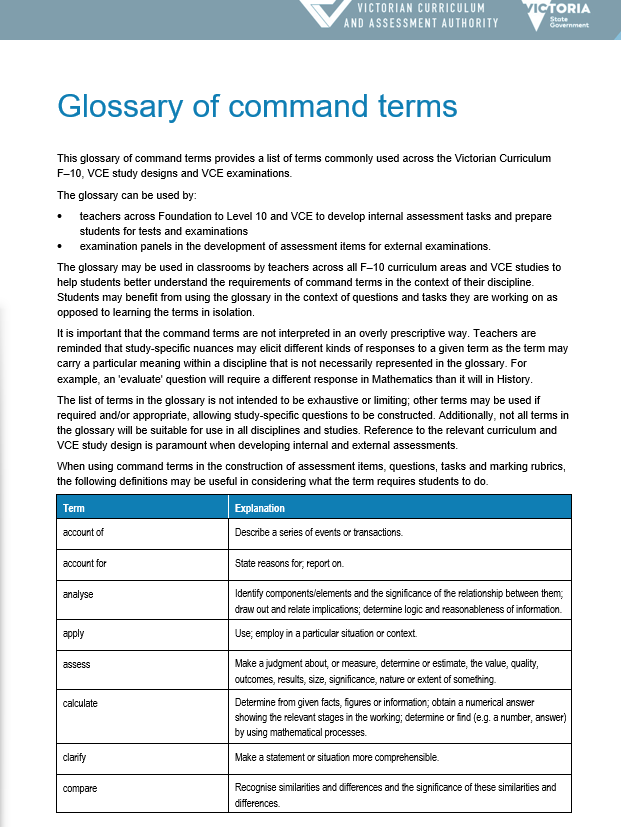 VICTORIAN CURRICULUM
AND ASSESSMENT AUTHORITY
VICTORIA
State
Government
Glossary of command terms
This glossary of command terms provides a list of terms commonly used across the Victorian Curriculum
F–10, VCE study designs and VCE examinations.
The glossary can be used by:
• teachers across Foundation to Level 10 and VCE to develop internal assessment tasks and prepare
students for tests and examinations
• examination panels in the development of assessment items for external examinations.
The glossary may be used in classrooms by teachers across all F–10 curriculum areas and VCE studies to
help students better understand the requirements of command terms in the context of their discipline.
Students may benefit from using the glossary in the context of questions and tasks they are working on as
opposed to learning the terms in isolation.
It is important that the command terms are not interpreted in an overly prescriptive way. Teachers are
reminded that study-specific nuances may elicit different kinds of responses to a given term as the term may
carry a particular meaning within a discipline that is not necessarily represented in the glossary. For
example, an 'evaluate' question will require a different response in Mathematics than it will in History.
The list of terms in the glossary is not intended to be exhaustive or limiting; other terms may be used if
required and/or appropriate, allowing study-specific questions to be constructed. Additionally, not all terms in
the glossary will be suitable for use in all disciplines and studies. Reference to the relevant curriculum and
VCE study design is paramount when developing internal and external assessments.
When using command terms in the construction of assessment items, questions, tasks and marking rubrics,
the following definitions may be useful in considering what the term requires students to do.
Term Explanation
account of Describe a series of events or transactions.
account for State reasons for; report on.
analyse Identify components/elements and the significance of the relationship between them;
draw out and relate implications; determine logic and reasonableness of information.
apply Use; employ in a particular situation or context.
assess Make a judgment about, or measure, determine or estimate, the value, quality,
outcomes, results, size, significance, nature or extent of something.
calculate Determine from given facts, figures or information; obtain a numerical answer
showing the relevant stages in the working; determine or find (e.g. a number, answer)
by using mathematical processes.
clarify Make a statement or situation more comprehensible.
compare Recognise similarities and differences and the significance of these similarities and
differences.